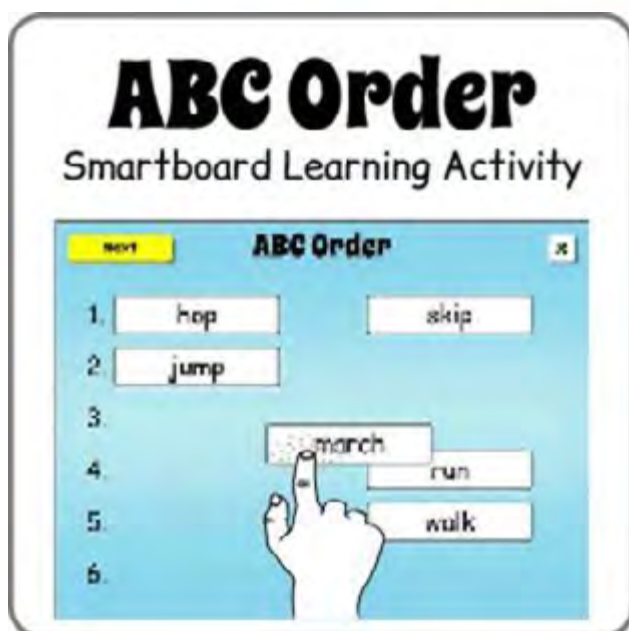 ABC Order
Smartboard Learning Activity
next ABC Order x
1. hop skip
2. jump
3. march
4. run
5. walk
6.